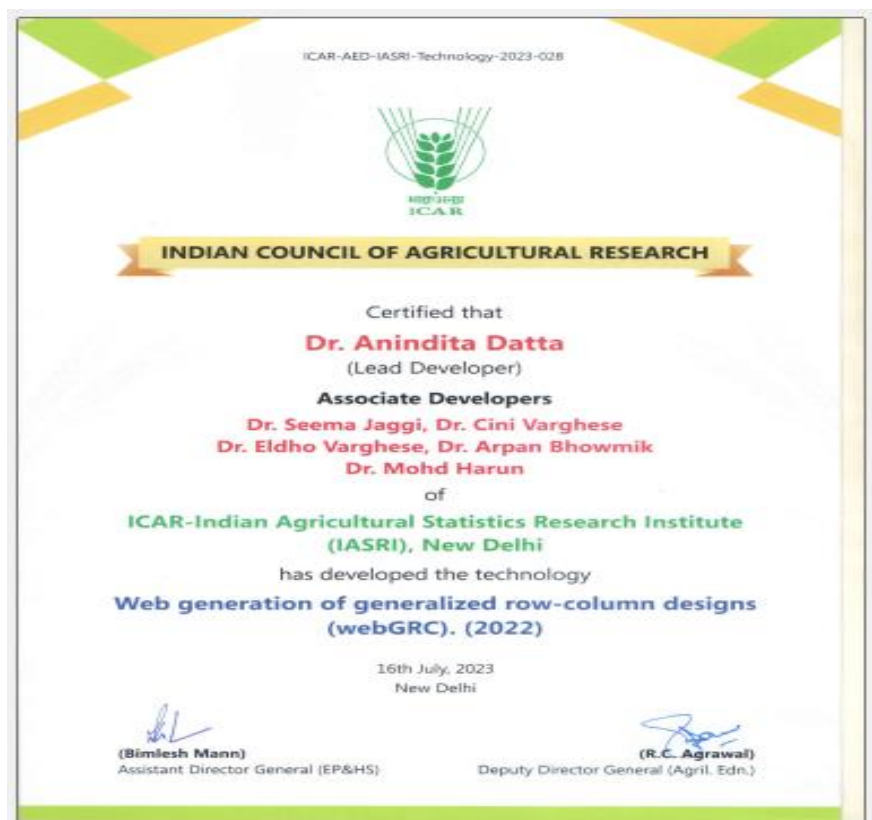 ICAR-AED-IASRI-Technology-2023-028
भाकृअनुप
ICAR
INDIAN COUNCIL OF AGRICULTURAL RESEARCH
Certified that
Dr. Anindita Datta
(Lead Developer)
Associate Developers
Dr. Seema Jaggi, Dr. Cini Varghese
Dr. Eldho Varghese, Dr. Arpan Bhowmik
Dr. Mohd Harun
of
ICAR-Indian Agricultural Statistics Research Institute
(IASRI), New Delhi
has developed the technology
Web generation of generalized row-column designs
(webGRC). (2022)
16th July, 2023
New Delhi
(Bimlesh Mann)
Assistant Director General (EP&HS)
(R.C. Agrawal)
Deputy Director General (Agril. Edn.)